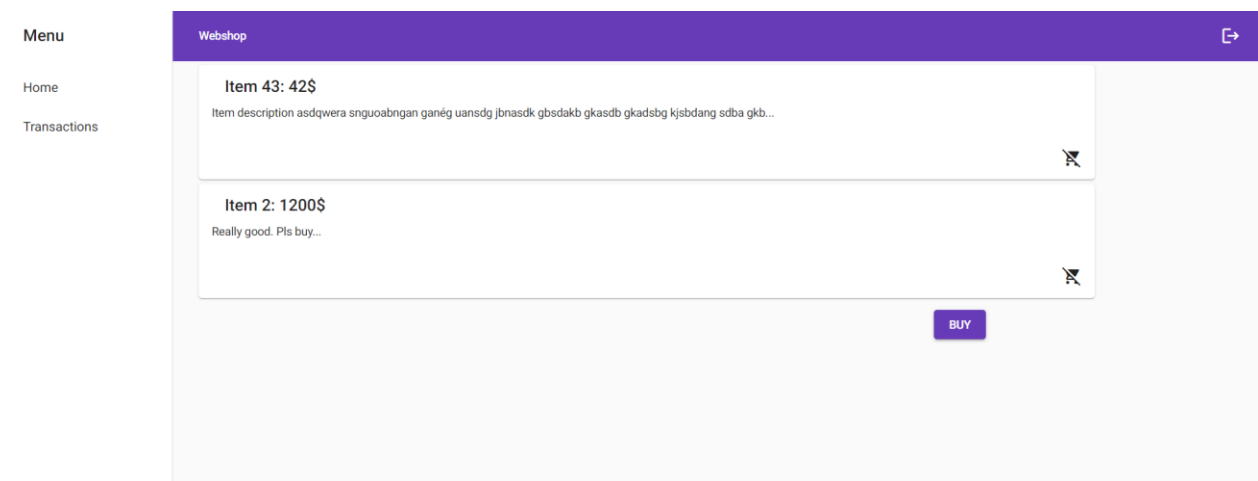 Menu
Webshop
Home
Transactions
Item 43: 42$
Item description asdqwera snguoabngan ganég uansdg jbnasdk gbsdakb gkasdb gkadsbg kjsbdang sdba gkb...
Item 2: 1200$
Really good. Pls buy...
BUY